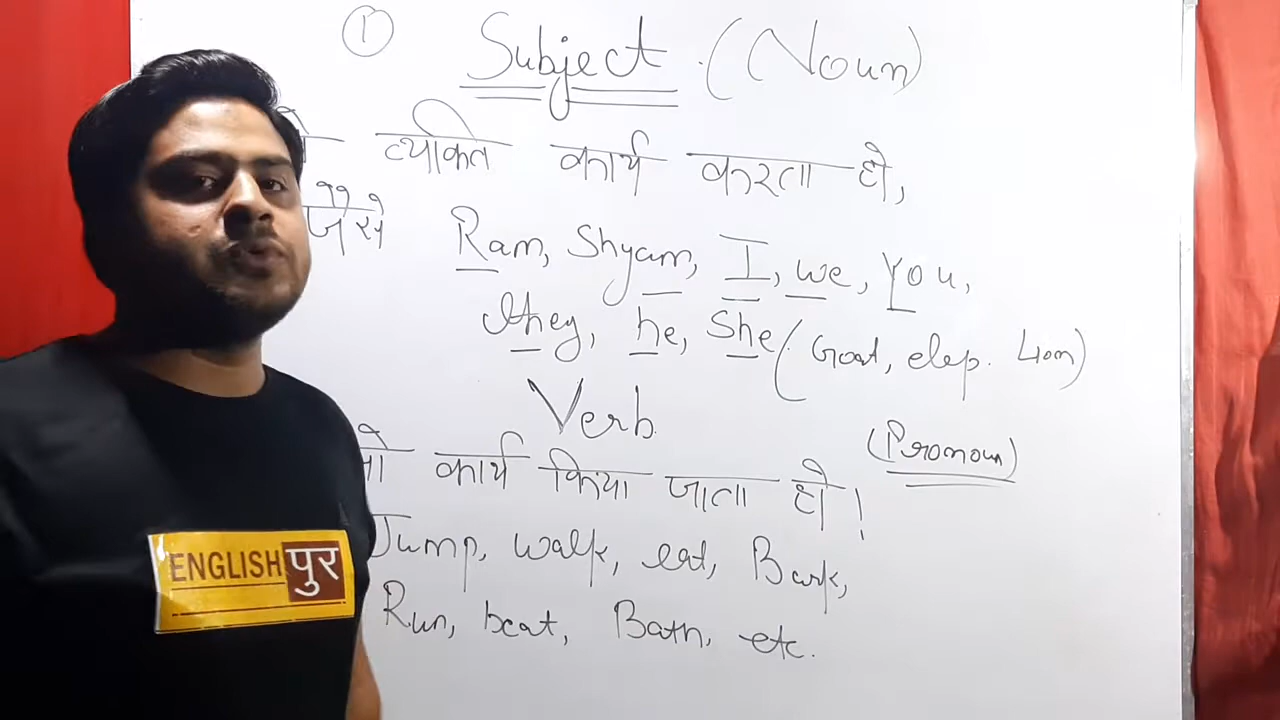 ① Subject (Noun)
व्यक्ति कार्य करता हो,
जैसे Ram, Shyam, I, we, You,
they, he, She (Goat, elep. Lion)
Verb
(Pronoun)
जो कार्य किया जाता हो!
Jump, walk, eat, Bark,
Run, beat, Bath, etc.
ENGLISH पुर